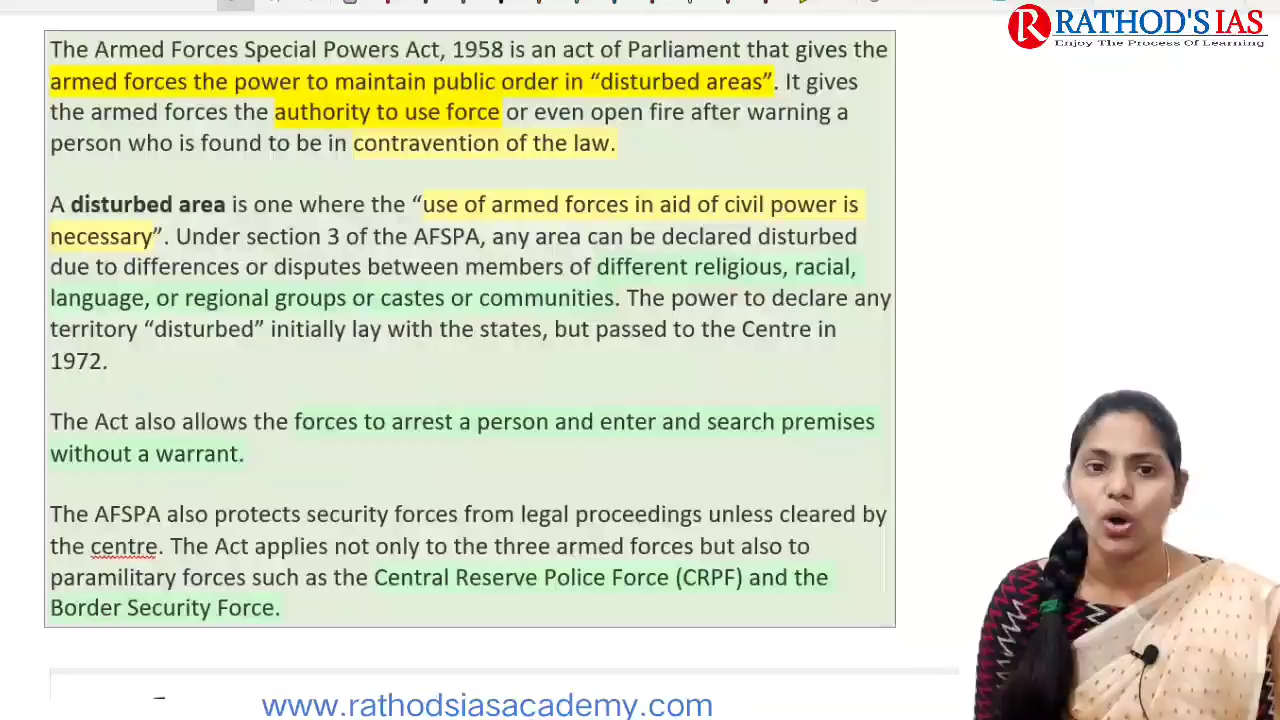 RATHOD'S IAS
Enjoy The Process Of Learning
The Armed Forces Special Powers Act, 1958 is an act of Parliament that gives the
armed forces the power to maintain public order in “disturbed areas”. It gives
the armed forces the authority to use force or even open fire after warning a
person who is found to be in contravention of the law.
A disturbed area is one where the “use of armed forces in aid of civil power is
necessary”. Under section 3 of the AFSPA, any area can be declared disturbed
due to differences or disputes between members of different religious, racial,
language, or regional groups or castes or communities. The power to declare any
territory “disturbed” initially lay with the states, but passed to the Centre in
1972.
The Act also allows the forces to arrest a person and enter and search premises
without a warrant.
The AFSPA also protects security forces from legal proceedings unless cleared by
the centre. The Act applies not only to the three armed forces but also to
paramilitary forces such as the Central Reserve Police Force (CRPF) and the
Border Security Force.
www.rathodsiasacademy.com